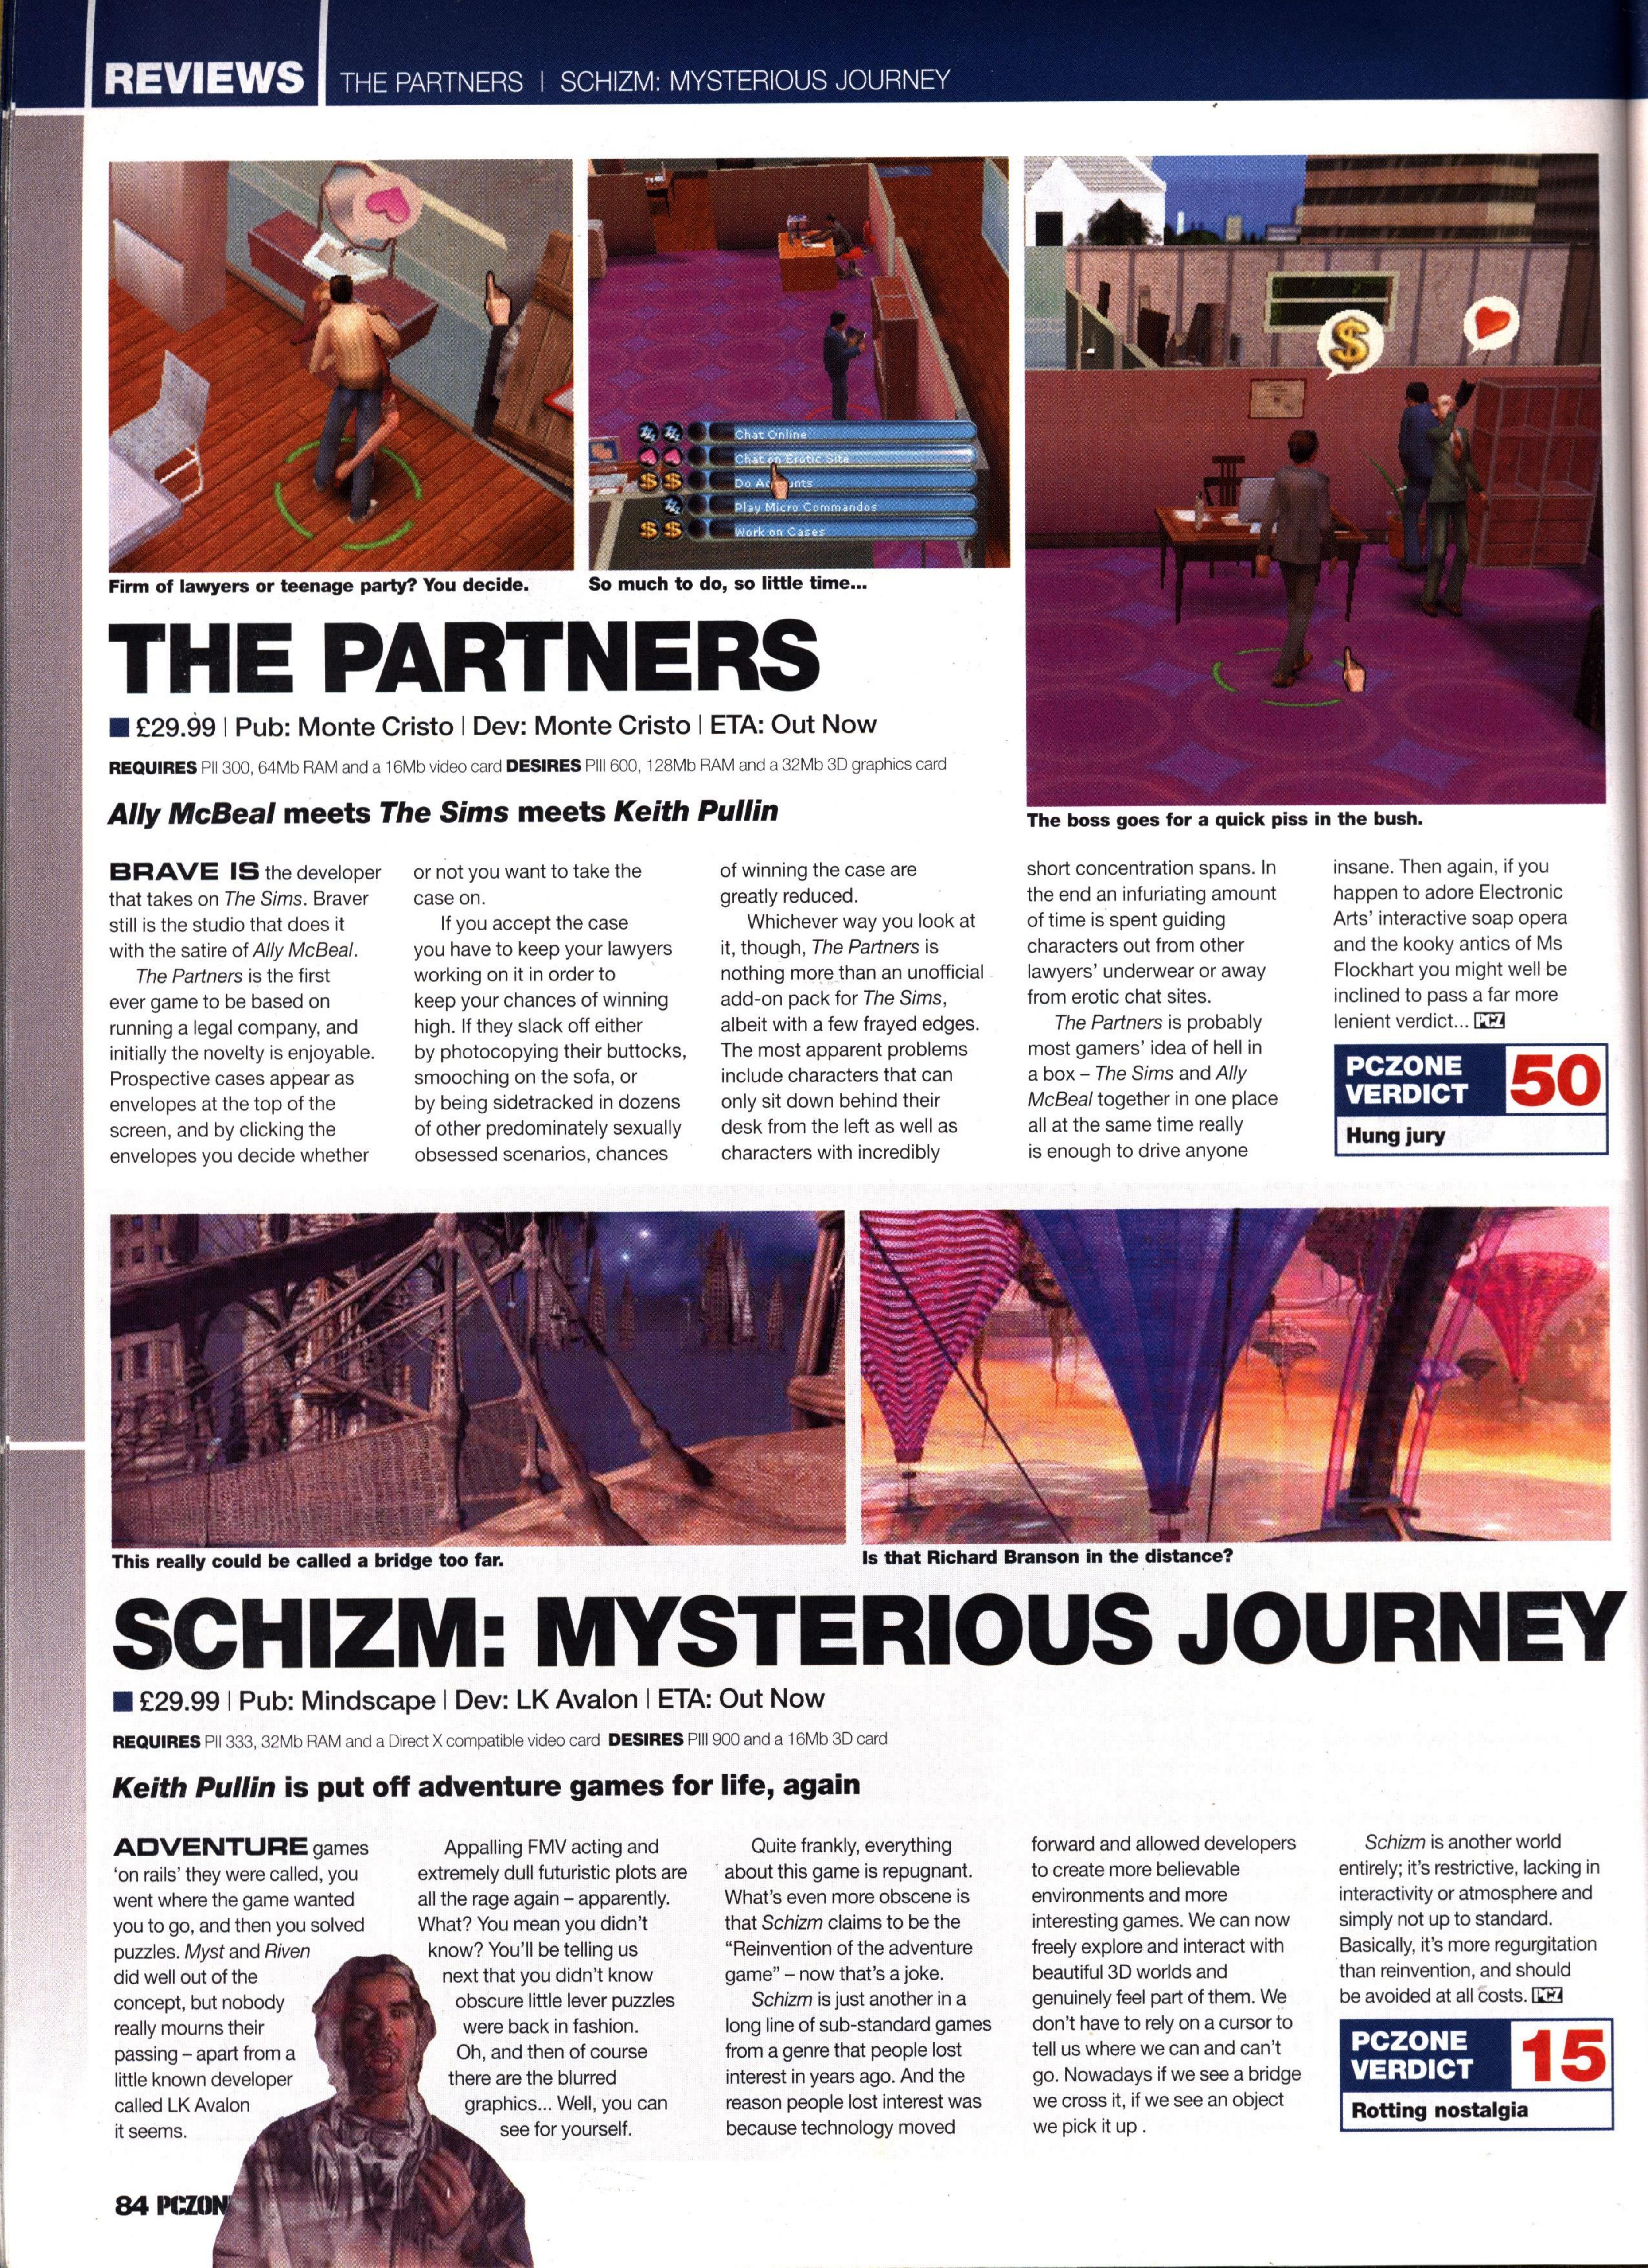 REVIEWS
THE PARTNERS | SCHIZM: MYSTERIOUS JOURNEY
Chat Online
Chat on Erotic Site
Play Micro Commandos
Work on Cases
Firm of lawyers or teenage party? You decide.
So much to do, so little time...
The boss goes for a quick piss in the bush.
THE PARTNERS
£29.99 | Pub: Monte Cristo | Dev: Monte Cristo | ETA: Out Now
REQUIRES PII 300, 64Mb RAM and a 16Mb video card DESIRES PIII 600, 128Mb RAM and a 32Mb 3D graphics card
Ally McBeal meets The Sims meets Keith Pullin
BRAVE IS the developer
that takes on The Sims. Braver
still is the studio that does it
with the satire of Ally McBeal.
The Partners is the first
ever game to be based on
running a legal company, and
initially the novelty is enjoyable.
Prospective cases appear as
envelopes at the top of the
screen, and by clicking the
envelopes you decide whether
or not you want to take the
case on.
If you accept the case
you have to keep your lawyers
working on it in order to
keep your chances of winning
high. If they slack off either
by photocopying their buttocks,
smooching on the sofa, or
by being sidetracked in dozens
of other predominately sexually
obsessed scenarios, chances
of winning the case are
greatly reduced.
Whichever way you look at
it, though, The Partners is
nothing more than an unofficial
add-on pack for The Sims,
albeit with a few frayed edges.
The most apparent problems
include characters that can
only sit down behind their
desk from the left as well as
characters with incredibly
short concentration spans. In
the end an infuriating amount
of time is spent guiding
characters out from other
lawyers' underwear or away
from erotic chat sites.
The Partners is probably
most gamers' idea of hell in
a box – The Sims and Ally
McBeal together in one place
all at the same time really
is enough to drive anyone
insane. Then again, if you
happen to adore Electronic
Arts' interactive soap opera
and the kooky antics of Ms
Flockhart you might well be
inclined to pass a far more
lenient verdict... PCZ
PCZONE
VERDICT
50
Hung jury
This really could be called a bridge too far.
Is that Richard Branson in the distance?
SCHIZM: MYSTERIOUS JOURNEY
£29.99 | Pub: Mindscape | Dev: LK Avalon | ETA: Out Now
REQUIRES PII 333, 32Mb RAM and a Direct X compatible video card DESIRES PIII 900 and a 16Mb 3D card
Keith Pullin is put off adventure games for life, again
ADVENTURE games
'on rails' they were called, you
went where the game wanted
you to go, and then you solved
puzzles. Myst and Riven
did well out of the
concept, but nobody
really mourns their
passing – apart from a
little known developer
called LK Avalon
it seems.
Appalling FMV acting and
extremely dull futuristic plots are
all the rage again – apparently.
What? You mean you didn't
know? You'll be telling us
next that you didn't know
obscure little lever puzzles
were back in fashion.
Oh, and then of course
there are the blurred
graphics... Well, you can
see for yourself.
Quite frankly, everything
about this game is repugnant.
What's even more obscene is
that Schizm claims to be the
“Reinvention of the adventure
game” – now that's a joke.
Schizm is just another in a
long line of sub-standard games
from a genre that people lost
interest in years ago. And the
reason people lost interest was
because technology moved
forward and allowed developers
to create more believable
environments and more
interesting games. We can now
freely explore and interact with
beautiful 3D worlds and
genuinely feel part of them. We
don't have to rely on a cursor to
tell us where we can and can't
go. Nowadays if we see a bridge
we cross it, if we see an object
we pick it up .
Schizm is another world
entirely; it's restrictive, lacking in
interactivity or atmosphere and
simply not up to standard.
Basically, it's more regurgitation
than reinvention, and should
be avoided at all costs. PCZ
PCZONE
VERDICT
15
Rotting nostalgia
84 PCZON